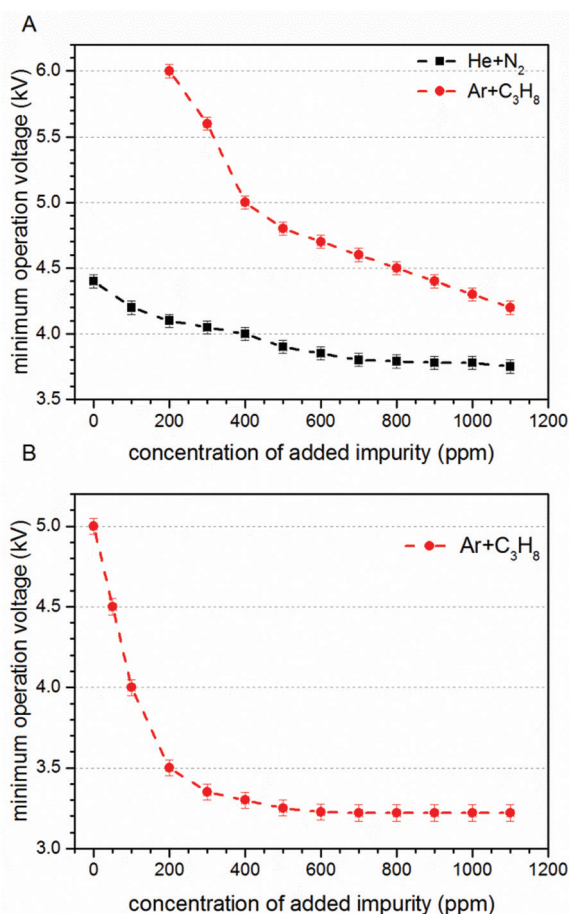 A
He+N₂
Ar+C₃H₈
6.0
5.5
5.0
4.5
4.0
3.5
minimum operation voltage (kV)
0 200 400 600 800 1000 1200
concentration of added impurity (ppm)
B
Ar+C₃H₈
5.0
4.5
4.0
3.5
3.0
minimum operation voltage (kV)
0 200 400 600 800 1000 1200
concentration of added impurity (ppm)